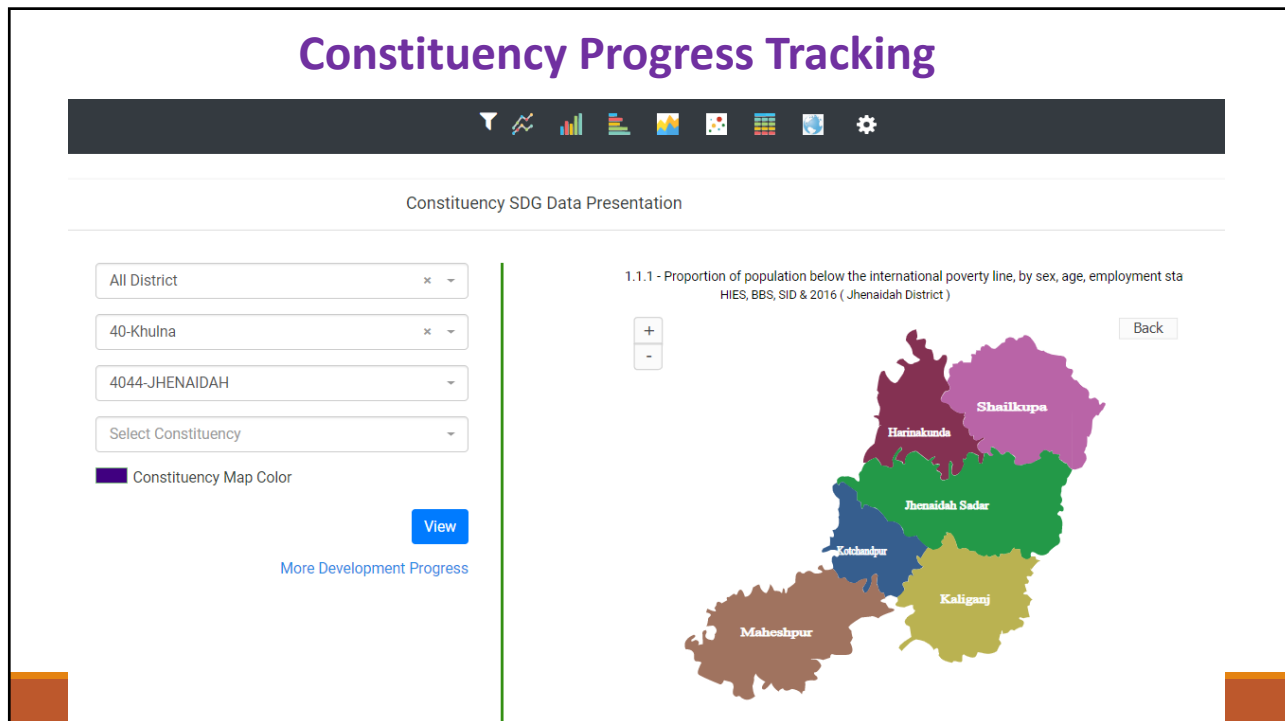 Constituency Progress Tracking
Constituency SDG Data Presentation
All District × 
40-Khulna ×
4044-JHENAIDAH
Select Constituency
Constituency Map Color
View
More Development Progress
1.1.1 - Proportion of population below the international poverty line, by sex, age, employment sta
HIES, BBS, SID & 2016 ( Jhenaidah District )
+
-
Back
Shailkupa
Harinakunda
Jhenaidah Sadar
Kotchandpur
Kaliganj
Maheshpur